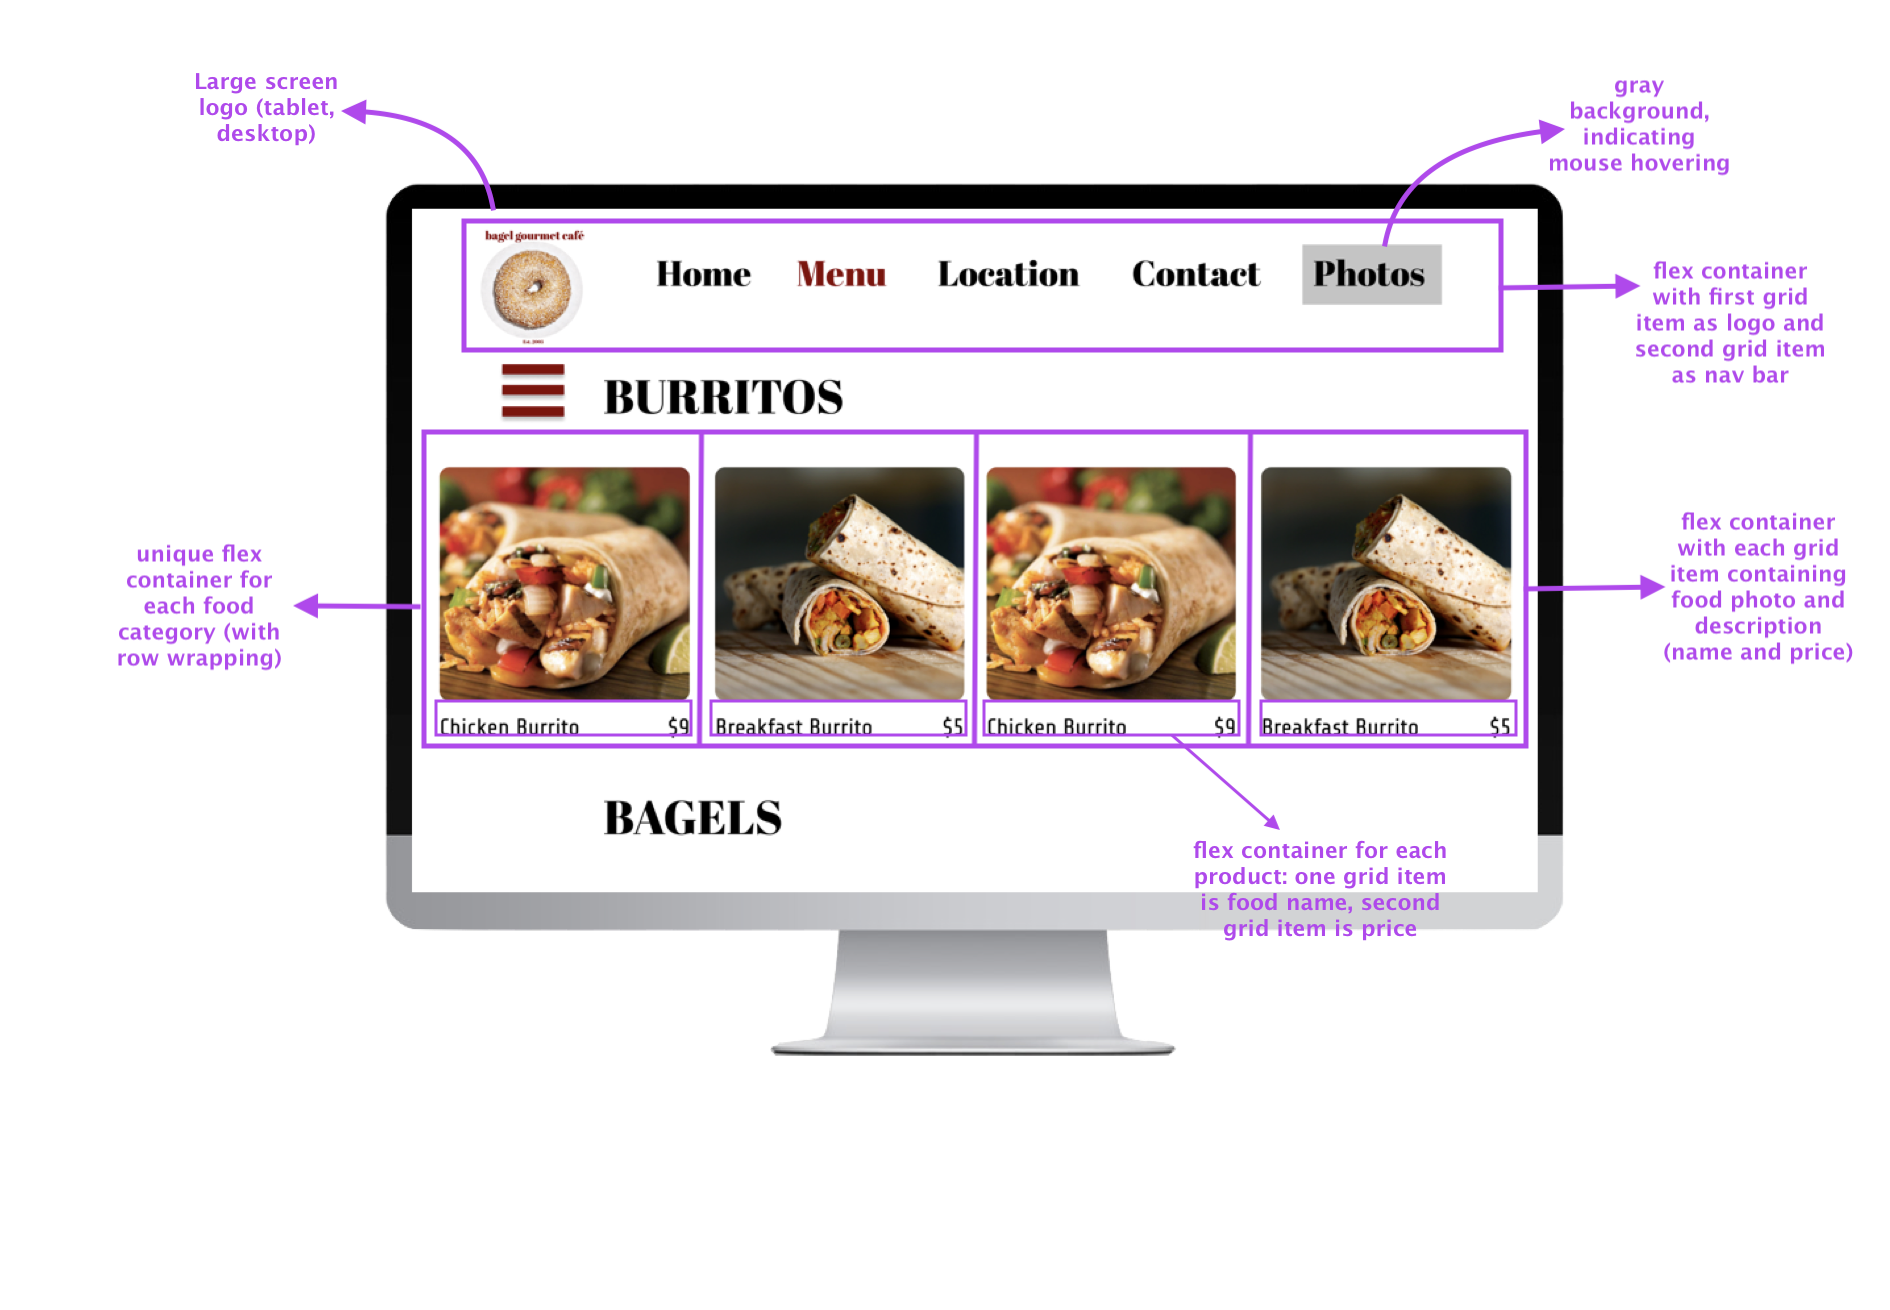 Large screen
logo (tablet,
desktop)
gray
background,
indicating
mouse hovering
bagel gourmet café
Est. 2001
Home Menu Location Contact Photos
flex container
with first grid
item as logo and
second grid item
as nav bar
BURRITOS
unique flex
container for
each food
category (with
row wrapping)
flex container
with each grid
item containing
food photo and
description
(name and price)
Chicken Burrito $9 Breakfast Burrito $5 Chicken Burrito $9 Breakfast Burrito $5
BAGELS
flex container for each
product: one grid item
is food name, second
grid item is price